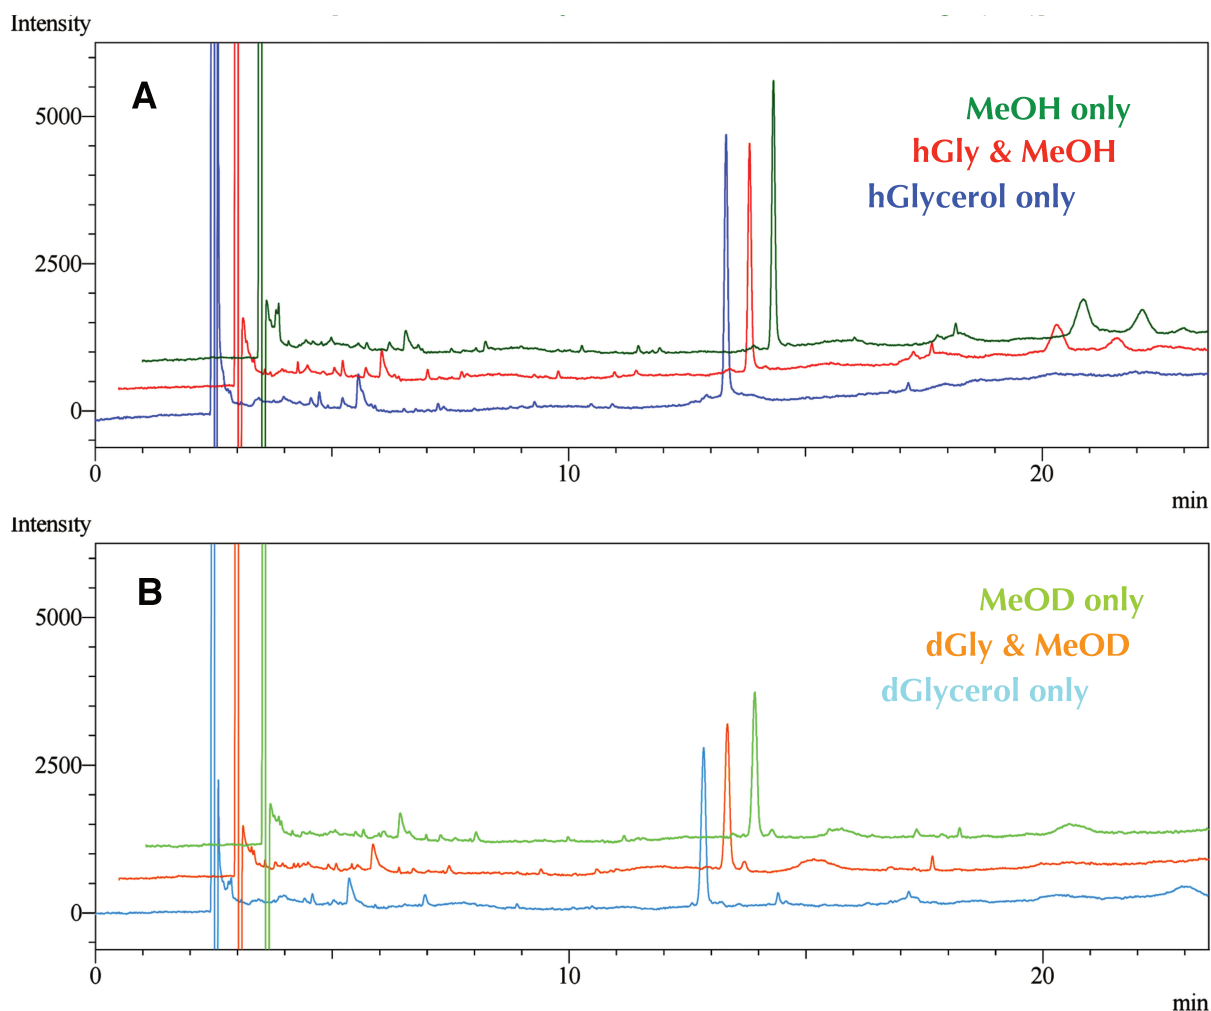 Intensity
A
MeOH only
hGly & MeOH
hGlycerol only
5000
2500
0
0 10 20
min
Intensity
B
MeOD only
dGly & MeOD
dGlycerol only
5000
2500
0
0 10 20
min